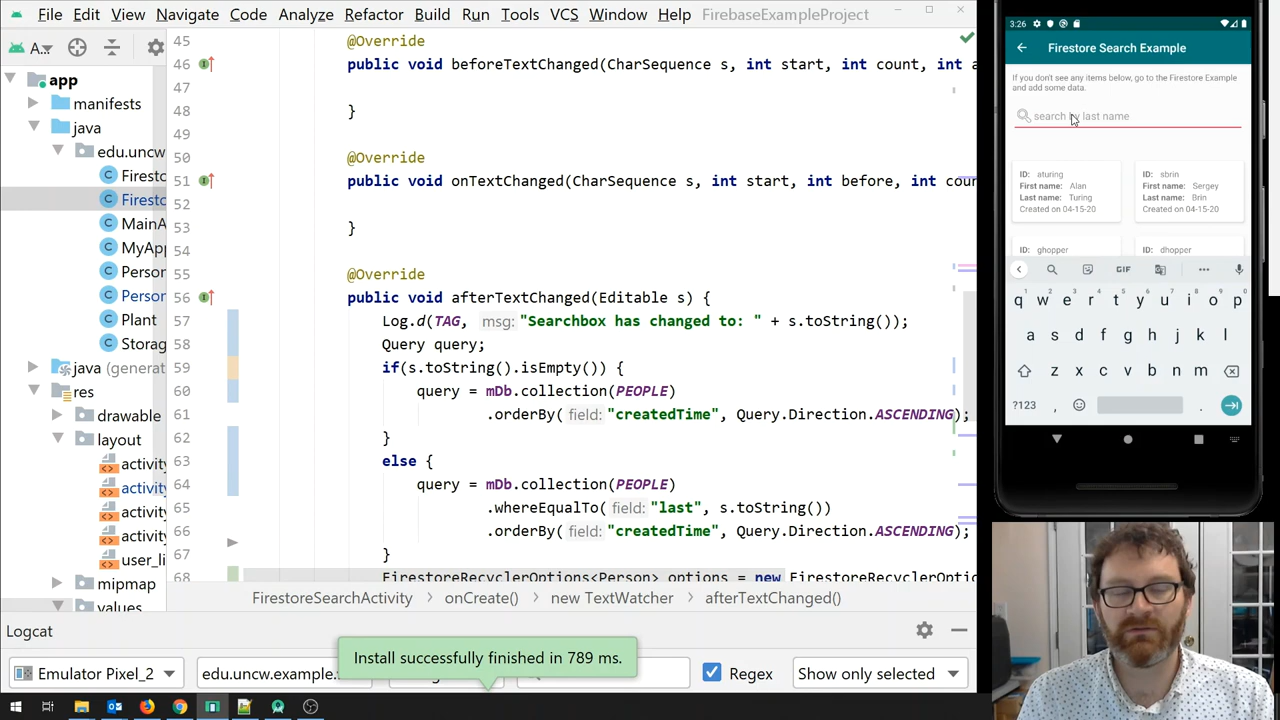 File Edit View Navigate Code Analyze Refactor Build Run Tools VCS Window Help FirebaseExampleProject
A...
app
manifests
java
edu.uncw
Firesto
Firesto
MainA
MyApp
Person
Person
Plant
Storag
java (generat
res
drawable
layout
activity
activity
activity
activity
user_li
mipmap
values
45 @Override
46 public void beforeTextChanged(CharSequence s, int start, int count, int a
47
48 }
49
50 @Override
51 public void onTextChanged(CharSequence s, int start, int before, int coun
52
53 }
54
55 @Override
56 public void afterTextChanged(Editable s) {
57 Log.d(TAG, msg: "Searchbox has changed to: " + s.toString());
58 Query query;
59 if(s.toString().isEmpty()) {
60 query = mDb.collection(PEOPLE)
61 .orderBy( field: "createdTime", Query.Direction.ASCENDING);
62 }
63 else {
64 query = mDb.collection(PEOPLE)
65 .whereEqualTo( field: "last", s.toString())
66 .orderBy( field: "createdTime", Query.Direction.ASCENDING);
67 }
68 FirestoreRecyclerOptions<Person> options = new FirestoreRecyclerOptio
FirestoreSearchActivity onCreate() new TextWatcher afterTextChanged()
Logcat
Install successfully finished in 789 ms.
Emulator Pixel_2 edu.uncw.example. Regex Show only selected
3:26
Firestore Search Example
If you don't see any items below, go to the Firestore Example
and add some data.
search by last name
ID: aturing
First name: Alan
Last name: Turing
Created on 04-15-20
ID: sbrin
First name: Sergey
Last name: Brin
Created on 04-15-20
ID: ghopper
ID: dhopper
GIF
1 2 3 4 5 6 7 8 9 0
q w e r t y u i o p
a s d f g h j k l
z x c v b n m
?123 , .